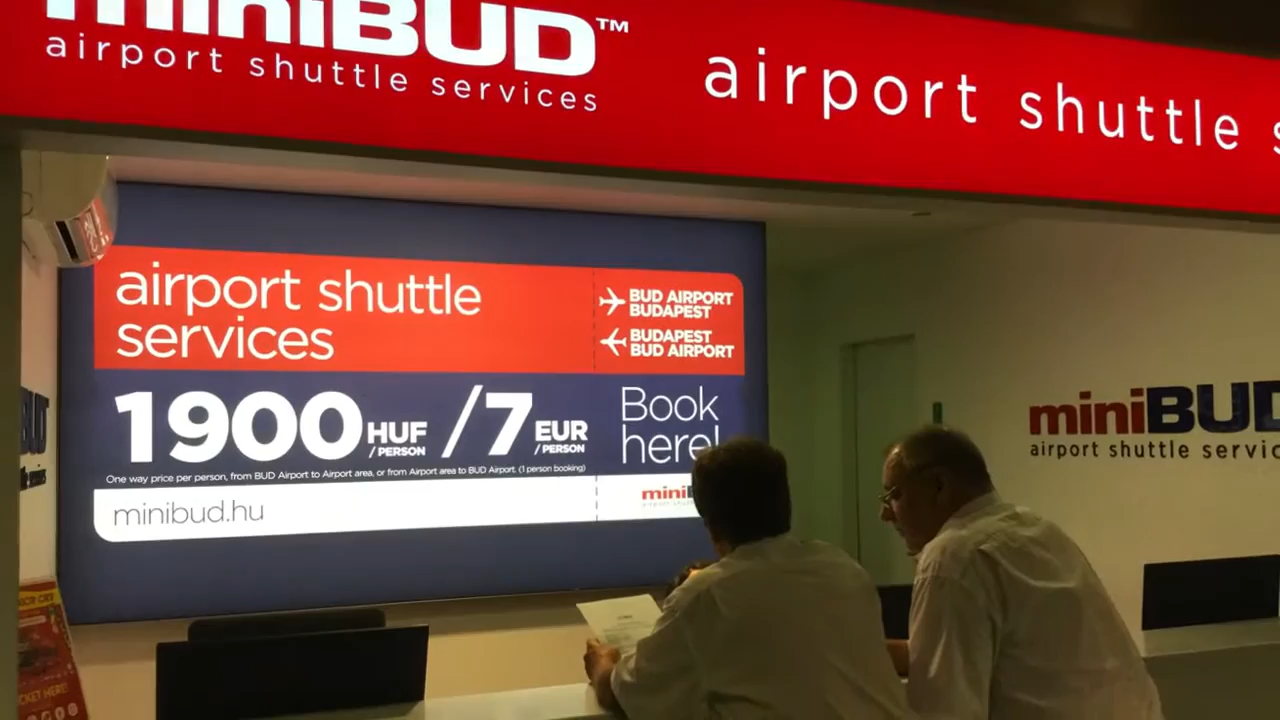 miniBUD™
airport shuttle services
airport shuttle
airport shuttle
services
BUD AIRPORT
BUDAPEST
BUDAPEST
BUD AIRPORT
1900 HUF / PERSON / 7 EUR / PERSON
Book
here!
One way price per person, from BUD Airport to Airport area, or from Airport area to BUD Airport. (1 person booking)
minibud.hu
miniBUD
airport shuttle
TICKET HERE!